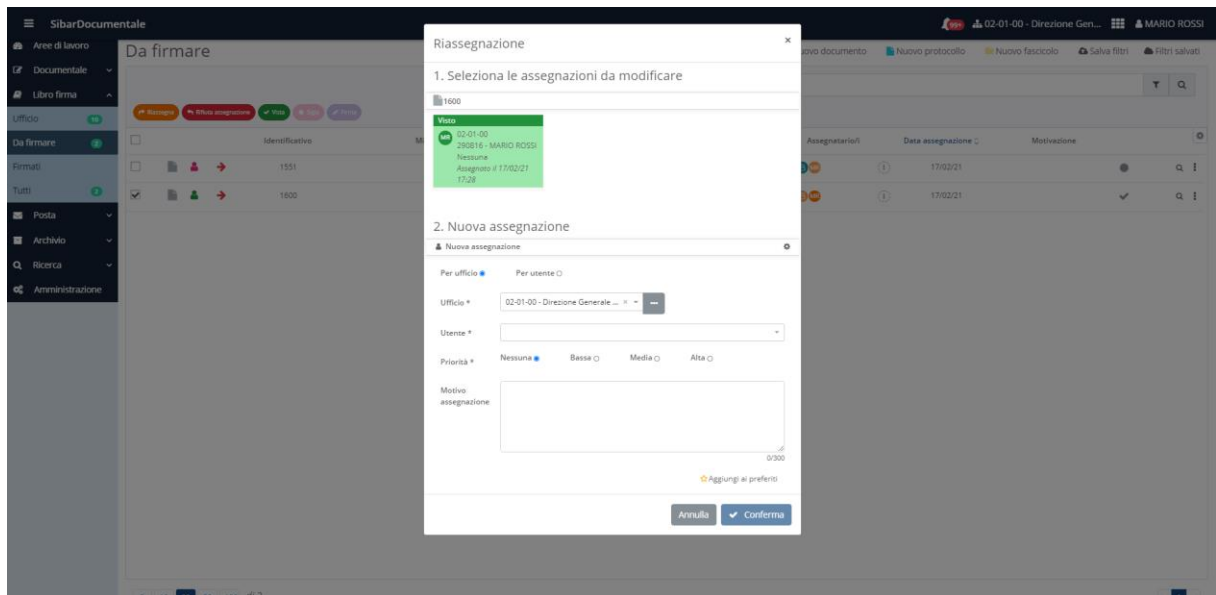 SibarDocumentale
99+
02-01-00 - Direzione Gen...
MARIO ROSSI
Aree di lavoro
Documentale
Libro firma
Ufficio
Da firmare
Firmati
Tutti
Posta
Archivio
Ricerca
Amministrazione
Da firmare
documento
Nuovo protocollo
Nuovo fascicolo
Salva filtri
Filtri salvati
Riassegna
Rifiuta assegnazione
Visto
Identificativo
Assegnatario/i
Data assegnazione
Motivazione
1551
17/02/21
1600
17/02/21
Riassegnazione
×
1. Seleziona le assegnazioni da modificare
1600
Visto
MR
02-01-00
290816 - MARIO ROSSI
Nessuna
Assegnato il 17/02/21
17:28
2. Nuova assegnazione
Nuova assegnazione
Per ufficio
Per utente
Ufficio *
02-01-00 - Direzione Generale ... ×
Utente *
Priorità *
Nessuna
Bassa
Media
Alta
Motivo
assegnazione
0/300
Aggiungi ai preferiti
Annulla
Conferma